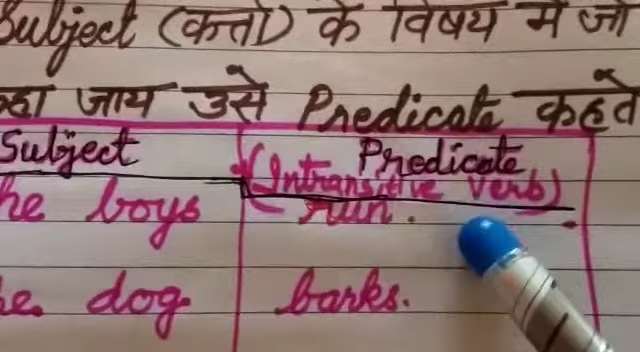 Subject (कर्ता) के विषय में जो
कहा जाय उसे Predicate कहते
Subject Predicate
(Intransitive Verb)
he boys run.
he dog barks.